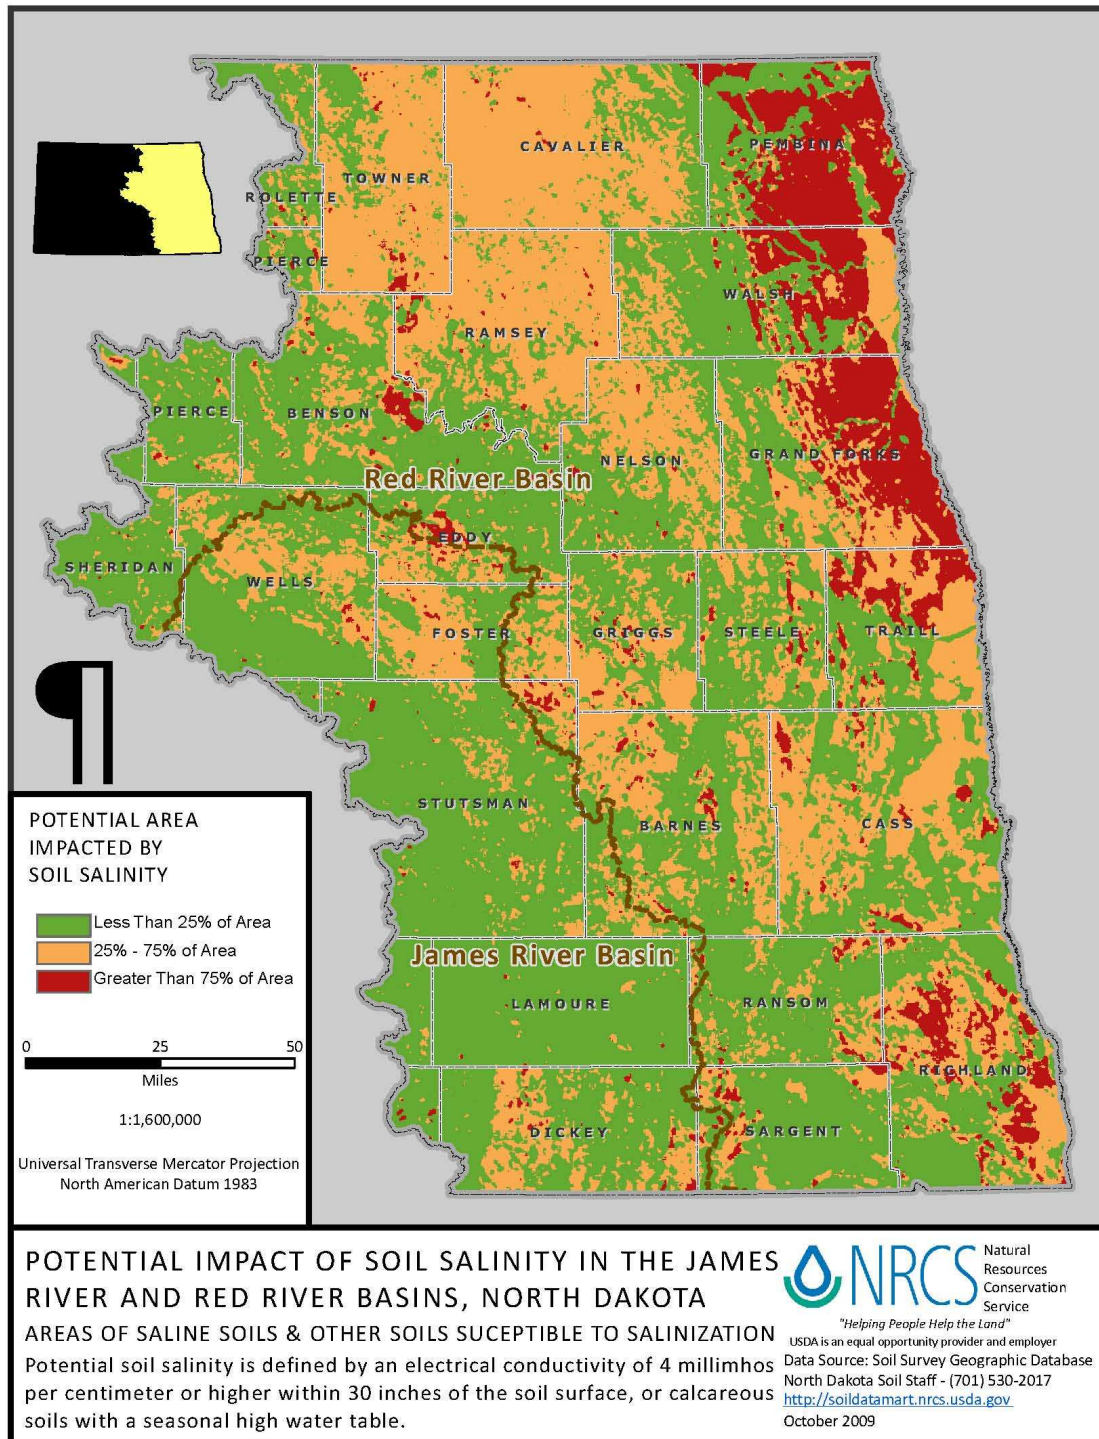 CAVALIER
PEMBINA
TOWNER
ROLETTE
PIERCE
WALSH
RAMSEY
PIERCE
BENSON
NELSON
GRAND FORKS
Red River Basin
EDDY
SHERIDAN
WELLS
FOSTER
GRIGGS
STEELE
TRAILL
¶
STUTSMAN
BARNES
CASS
James River Basin
LAMOURE
RANSOM
RICHLAND
DICKEY
SARGENT
POTENTIAL AREA
IMPACTED BY
SOIL SALINITY
Less Than 25% of Area
25% - 75% of Area
Greater Than 75% of Area
0 25 50
Miles
1:1,600,000
Universal Transverse Mercator Projection
North American Datum 1983
POTENTIAL IMPACT OF SOIL SALINITY IN THE JAMES
RIVER AND RED RIVER BASINS, NORTH DAKOTA
AREAS OF SALINE SOILS & OTHER SOILS SUCEPTIBLE TO SALINIZATION
Potential soil salinity is defined by an electrical conductivity of 4 millimhos
per centimeter or higher within 30 inches of the soil surface, or calcareous
soils with a seasonal high water table.
NRCS
Natural
Resources
Conservation
Service
"Helping People Help the Land"
USDA is an equal opportunity provider and employer
Data Source: Soil Survey Geographic Database
North Dakota Soil Staff - (701) 530-2017
http://soildatamart.nrcs.usda.gov
October 2009